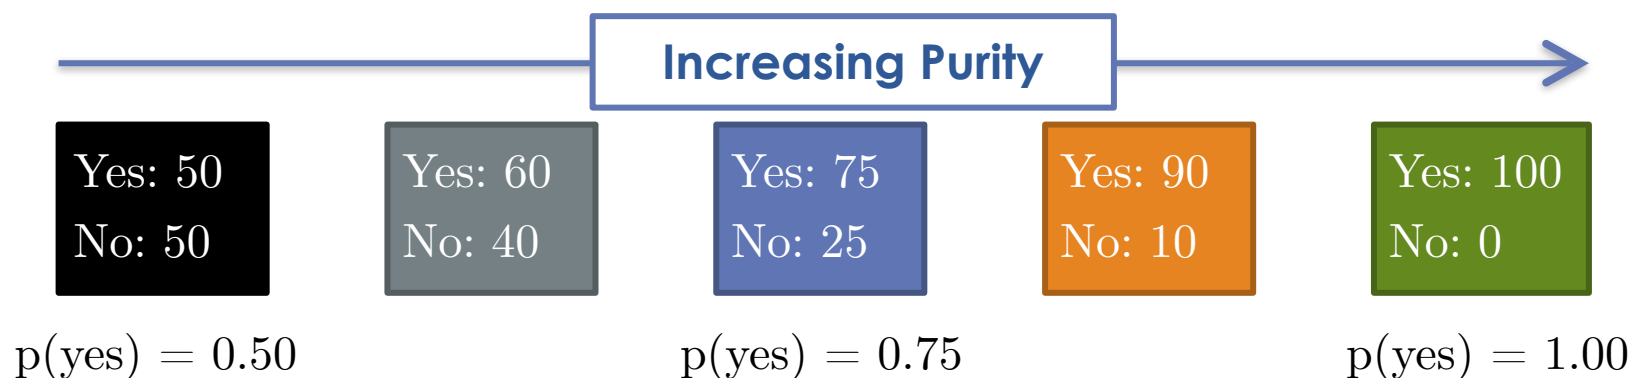 Increasing Purity
Yes: 50
No: 50
Yes: 60
No: 40
Yes: 75
No: 25
Yes: 90
No: 10
Yes: 100
No: 0
p(yes) = 0.50
p(yes) = 0.75
p(yes) = 1.00